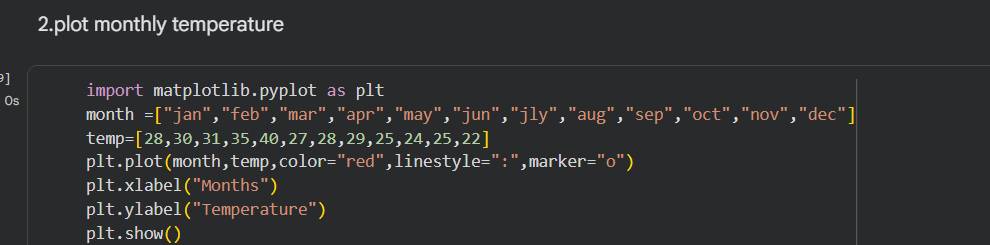 2.plot monthly temperature
9]
0s
import matplotlib.pyplot as plt
month =["jan","feb","mar","apr","may","jun","jly","aug","sep","oct","nov","dec"]
temp=[28,30,31,35,40,27,28,29,25,24,25,22]
plt.plot(month,temp,color="red",linestyle=":",marker="o")
plt.xlabel("Months")
plt.ylabel("Temperature")
plt.show()